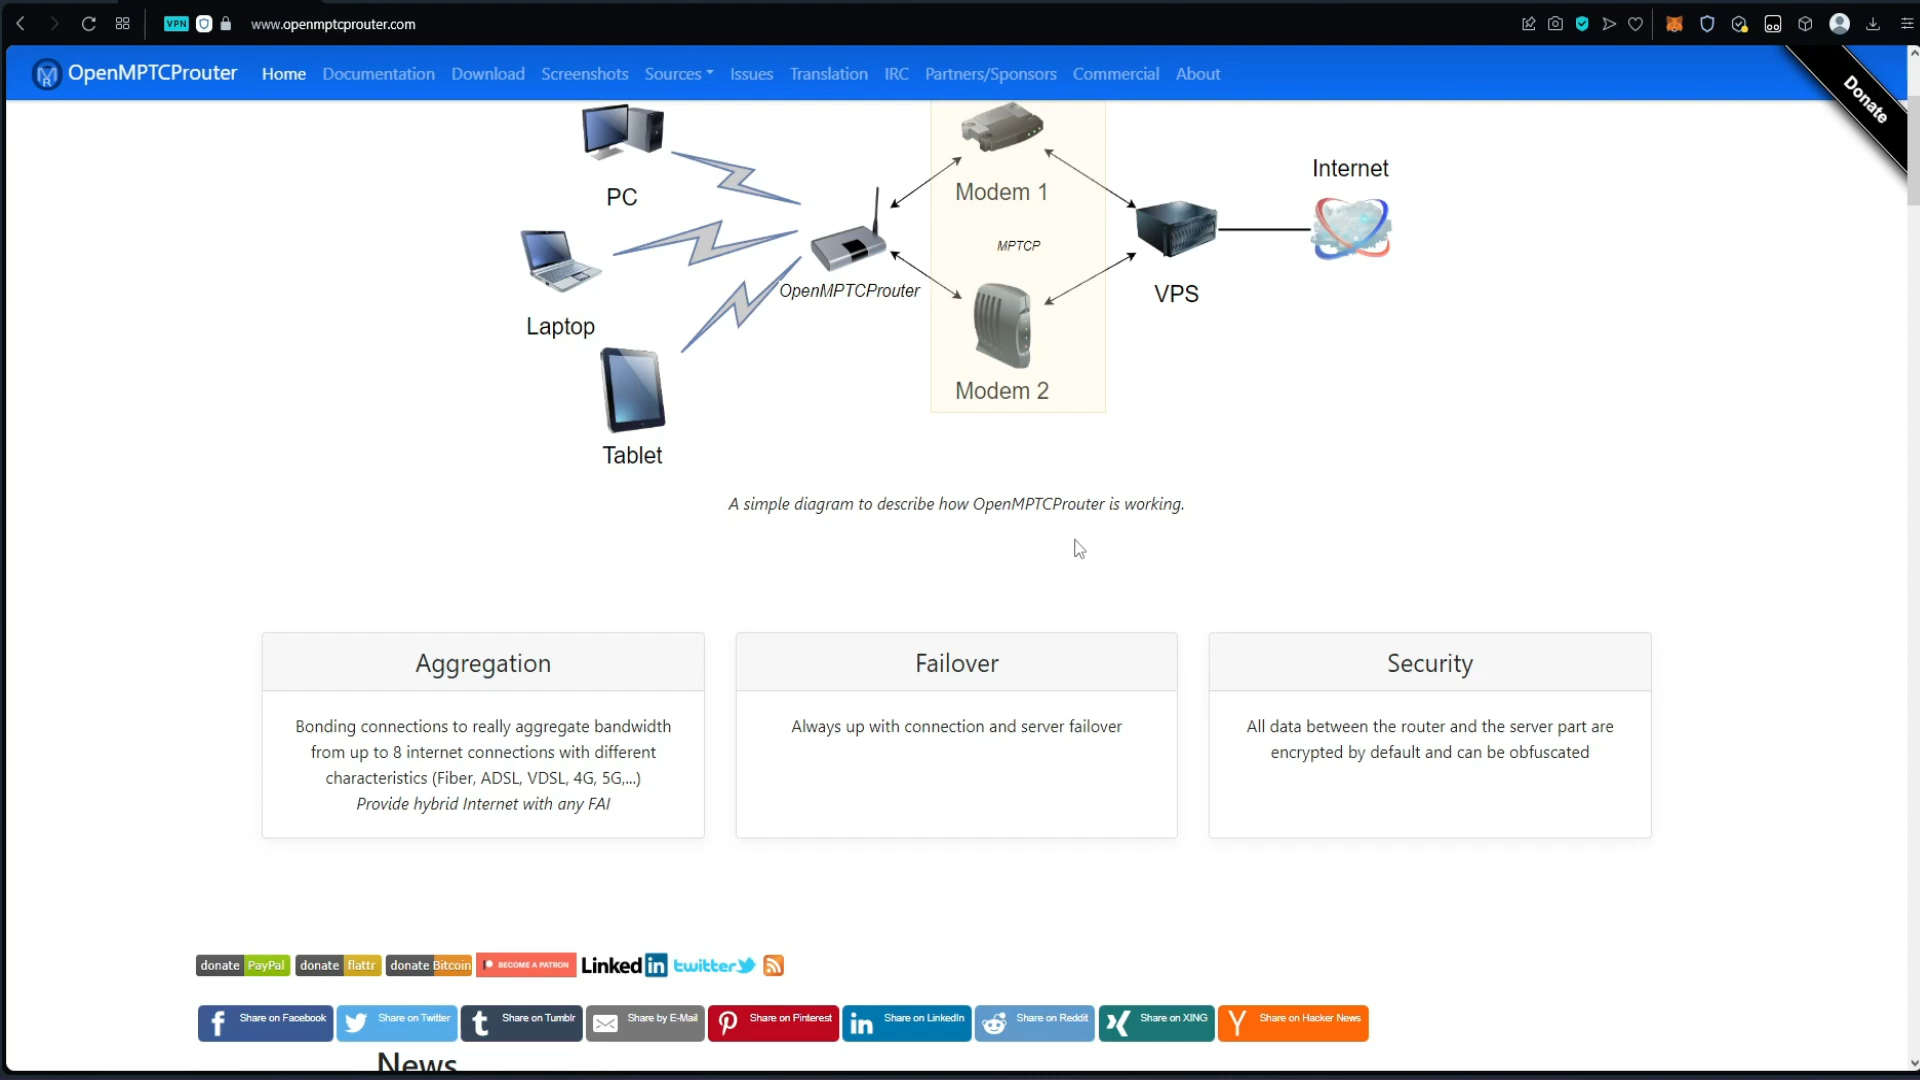 VPN
www.openmptcprouter.com
OpenMPTCProuter Home Documentation Download Screenshots Sources Issues Translation IRC Partners/Sponsors Commercial About
Donate
PC
Laptop
Tablet
OpenMPTCProuter
Modem 1
MPTCP
Modem 2
VPS
Internet
A simple diagram to describe how OpenMPTCProuter is working.
Aggregation
Bonding connections to really aggregate bandwidth
from up to 8 internet connections with different
characteristics (Fiber, ADSL, VDSL, 4G, 5G,...)
Provide hybrid Internet with any FAI
Failover
Always up with connection and server failover
Security
All data between the router and the server part are
encrypted by default and can be obfuscated
donate PayPal donate flattr donate Bitcoin BECOME A PATRON Linked in twitter
Share on Facebook Share on Twitter Share on Tumblr Share by E-Mail Share on Pinterest Share on LinkedIn Share on Reddit Share on XING Share on Hacker News
News